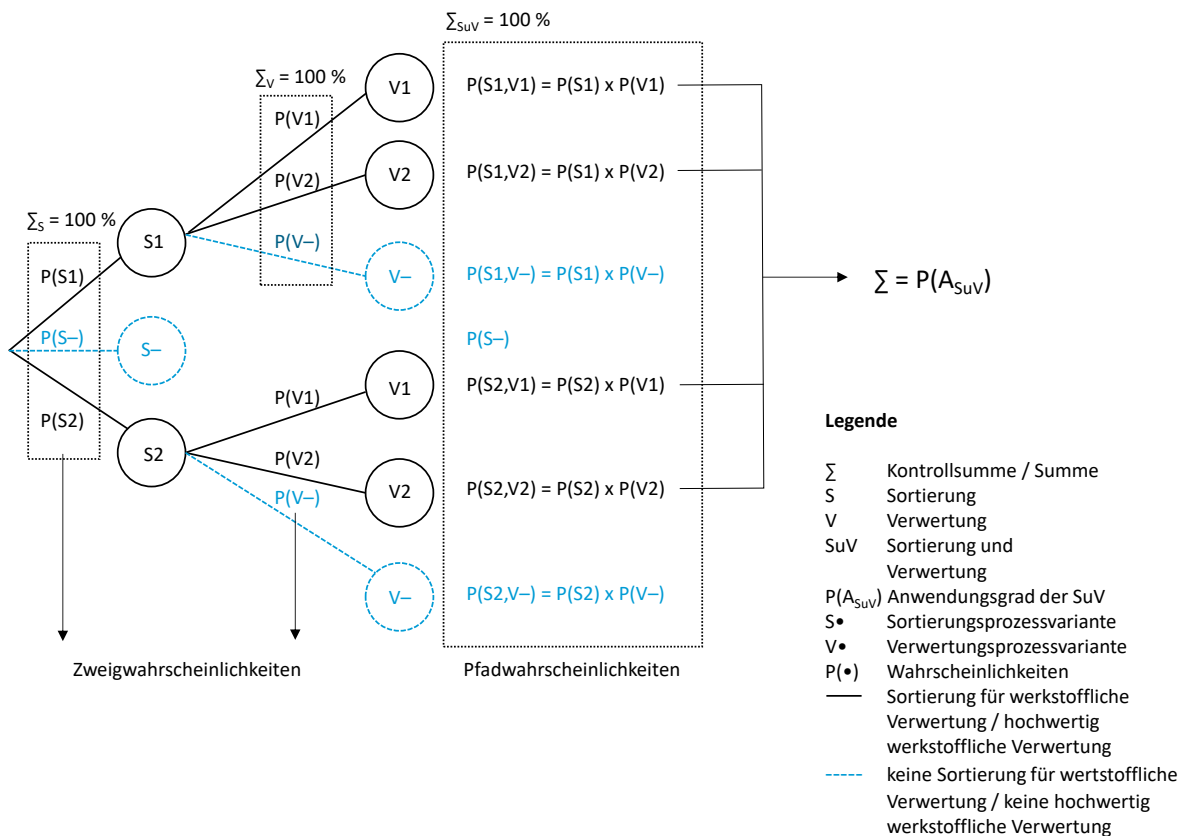 ∑SuV = 100 %
∑V = 100 %
V1
P(S1,V1) = P(S1) x P(V1)
P(V1)
V2
P(S1,V2) = P(S1) x P(V2)
P(V2)
∑S = 100 %
S1
P(V–)
V–
P(S1,V–) = P(S1) x P(V–)
∑ = P(ASuV)
P(S1)
P(S–)
S–
P(S–)
V1
P(S2,V1) = P(S2) x P(V1)
P(V1)
P(S2)
S2
P(V2)
V2
P(S2,V2) = P(S2) x P(V2)
P(V–)
V–
P(S2,V–) = P(S2) x P(V–)
Zweigwahrscheinlichkeiten
Pfadwahrscheinlichkeiten
Legende
∑ Kontrollsumme / Summe
S Sortierung
V Verwertung
SuV Sortierung und
Verwertung
P(ASuV) Anwendungsgrad der SuV
S• Sortierungsprozessvariante
V• Verwertungsprozessvariante
P(•) Wahrscheinlichkeiten
Sortierung für werkstoffliche
Verwertung / hochwertig
werkstoffliche Verwertung
keine Sortierung für wertstoffliche
Verwertung / keine hochwertig
werkstoffliche Verwertung